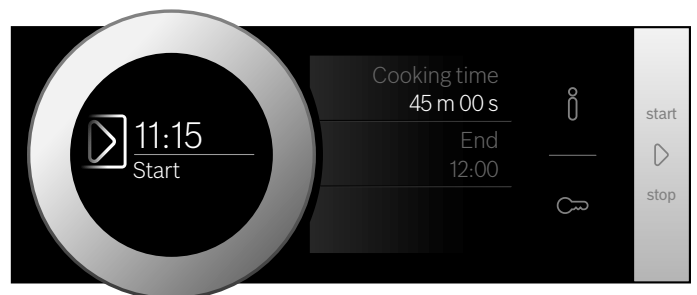 11:15
Start
Cooking time
45 m 00 s
End
12:00
start
stop